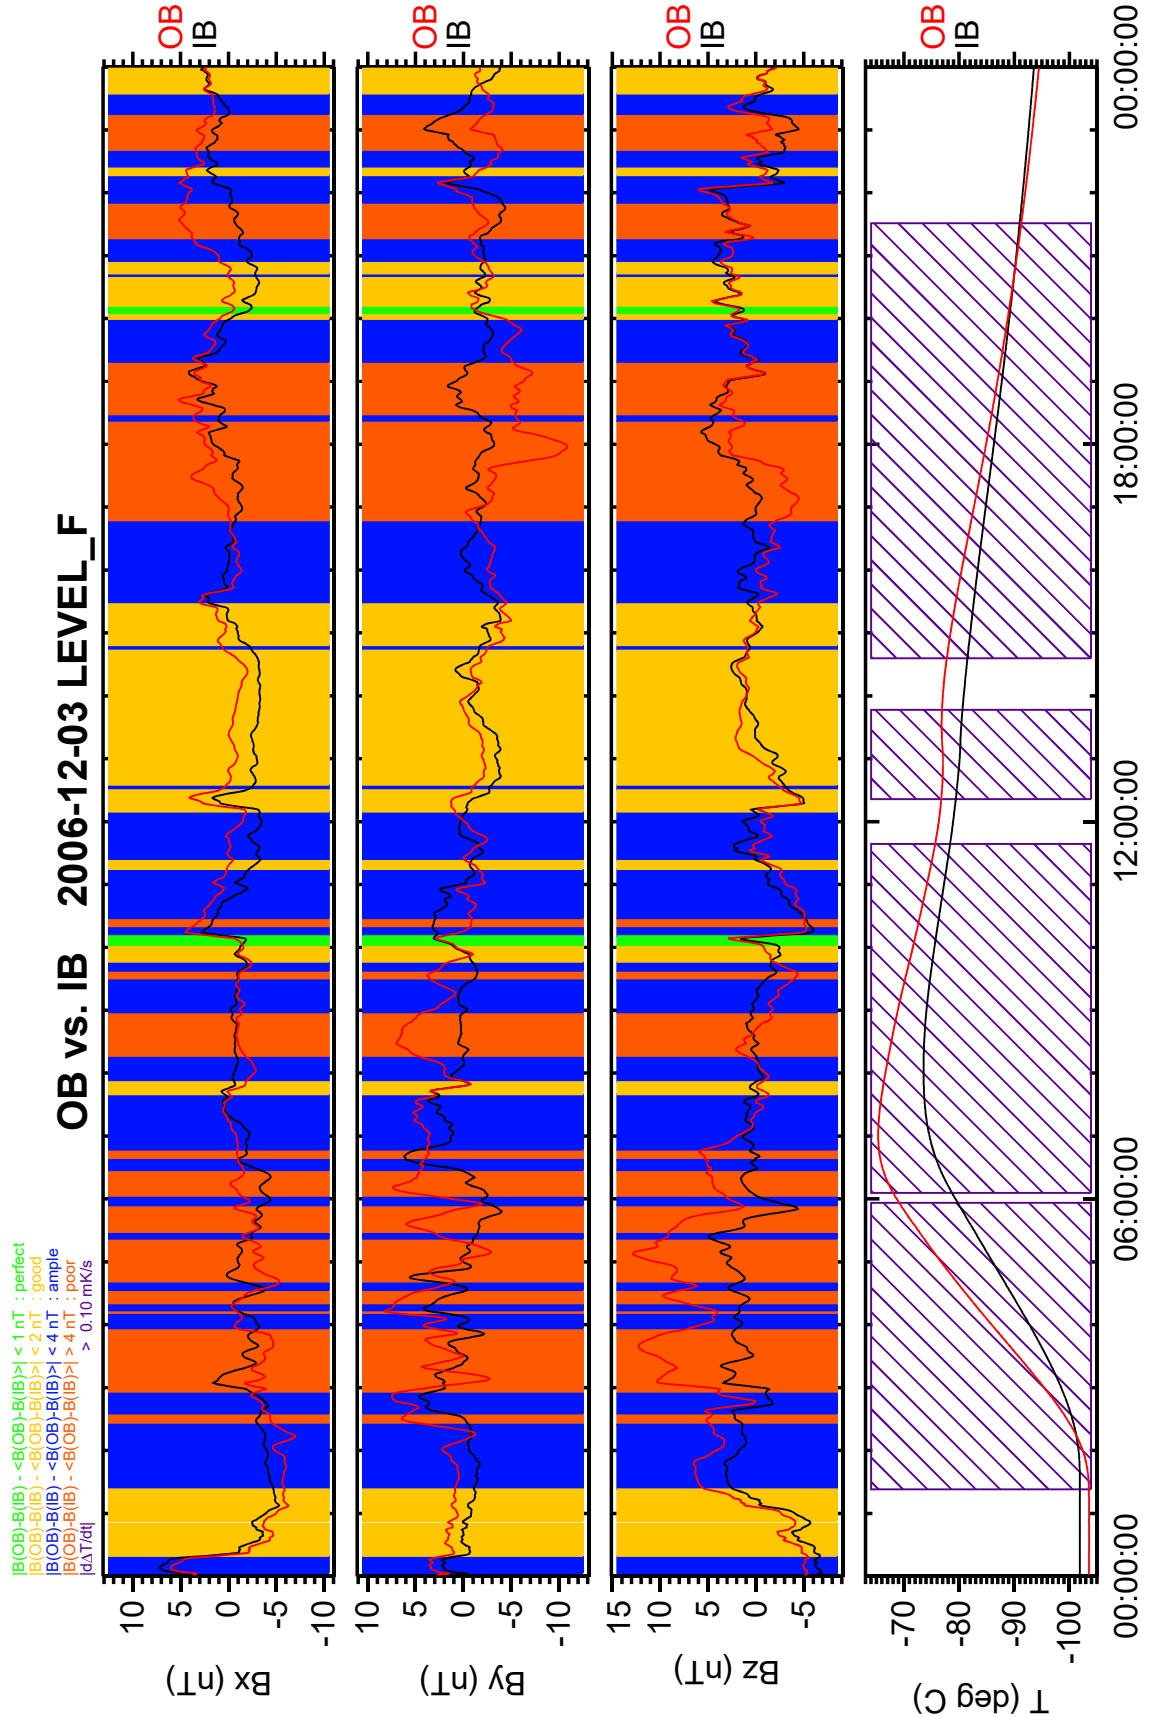 |B(OB)-B(IB) - <B(OB)-B(IB)>| < 1 nT : perfect
|B(OB)-B(IB) - <B(OB)-B(IB)>| < 2 nT : good
|B(OB)-B(IB) - <B(OB)-B(IB)>| < 4 nT : ample
|B(OB)-B(IB) - <B(OB)-B(IB)>| > 4 nT : poor
|dΔT/dt| > 0.10 mK/s
OB vs. IB 2006-12-03 LEVEL_F
Bx (nT)
10
5
0
-5
-10
OB
IB
By (nT)
10
5
0
-5
-10
OB
IB
Bz (nT)
15
10
5
0
-5
OB
IB
T (deg C)
-70
-80
-90
-100
OB
IB
00:00:00
06:00:00
12:00:00
18:00:00
00:00:00